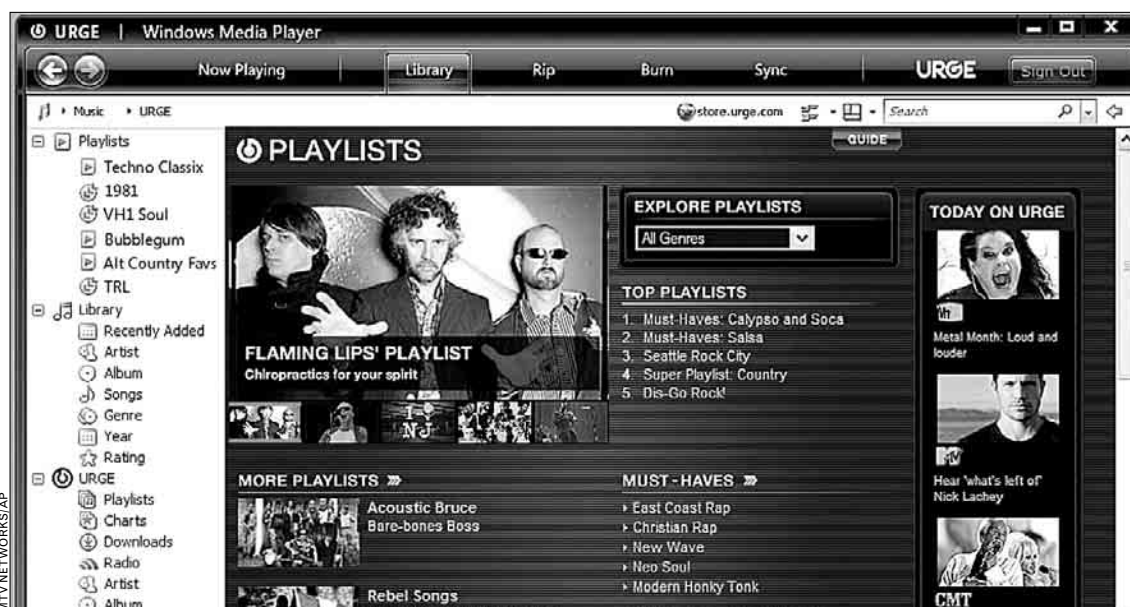 URGE | Windows Media Player
Now Playing Library Rip Burn Sync URGE Sign Out
Music URGE store.urge.com Search
Playlists
Techno Classix
1981
VH1 Soul
Bubblegum
Alt Country Favs
TRL
Library
Recently Added
Artist
Album
Songs
Genre
Year
Rating
URGE
Playlists
Charts
Downloads
Radio
Artist
Album
GUIDE
PLAYLISTS
FLAMING LIPS' PLAYLIST
Chiropractics for your spirit
I
NJ
EXPLORE PLAYLISTS
All Genres
TOP PLAYLISTS
1. Must-Haves: Calypso and Soca
2. Must-Haves: Salsa
3. Seattle Rock City
4. Super Playlist: Country
5. Dis-Go Rock!
MORE PLAYLISTS
Acoustic Bruce
Bare-bones Boss
Rebel Songs
MUST-HAVES
East Coast Rap
Christian Rap
New Wave
Neo Soul
Modern Honky Tonk
TODAY ON URGE
Metal Month: Loud and
louder
MTV
Hear 'what's left of'
Nick Lachey
CMT
MTV NETWORKS/AP